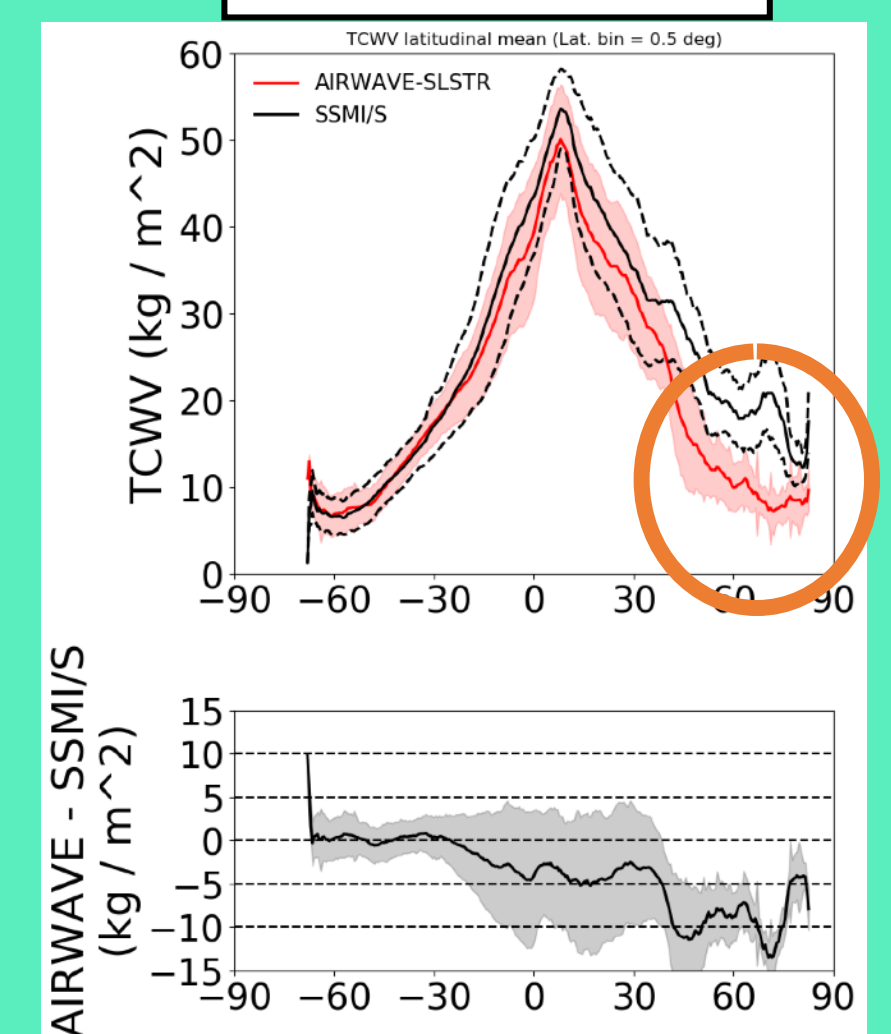 TCWV latitudinal mean (Lat. bin = 0.5 deg)
AIRWAVE-SLSTR
SSMI/S
TCWV (kg / m^2)
60
50
40
30
20
10
0
−90 −60 −30 0 30 60 90
AIRWAVE - SSMI/S
(kg / m^2)
15
10
5
0
−5
−10
−15
−90 −60 −30 0 30 60 90